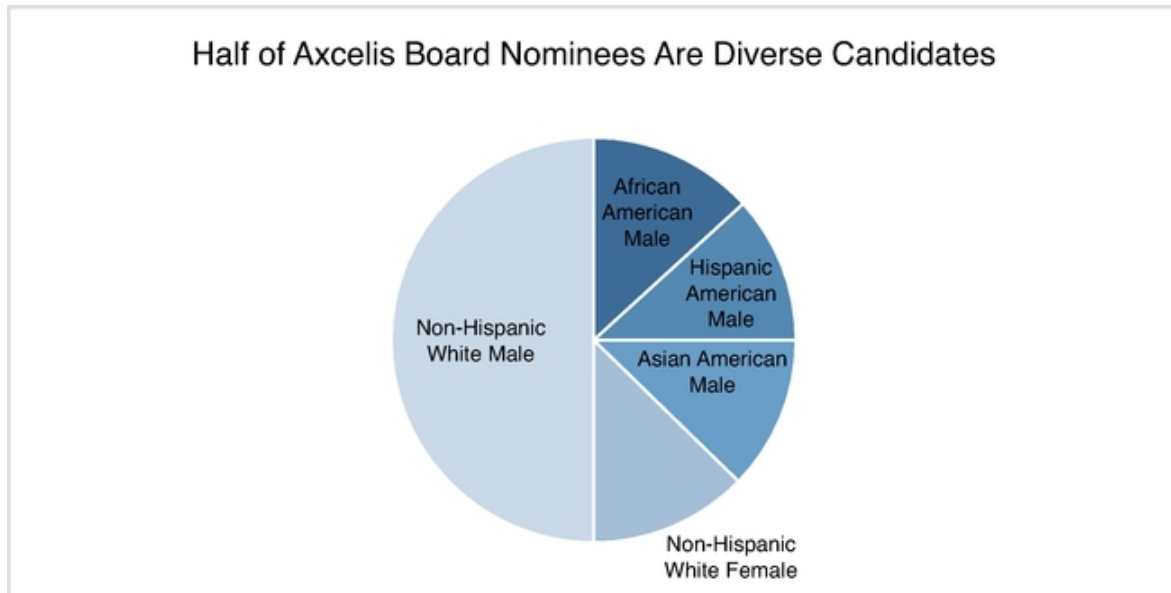 Half of Axcelis Board Nominees Are Diverse Candidates
African
American
Male
Hispanic
American
Male
Non-Hispanic
White Male
Asian American
Male
Non-Hispanic
White Female